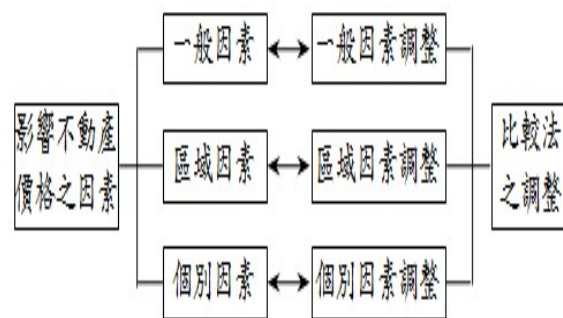 影響不動產
價格之因素
一般因素
區域因素
個別因素
一般因素調整
區域因素調整
個別因素調整
比較法
之調整